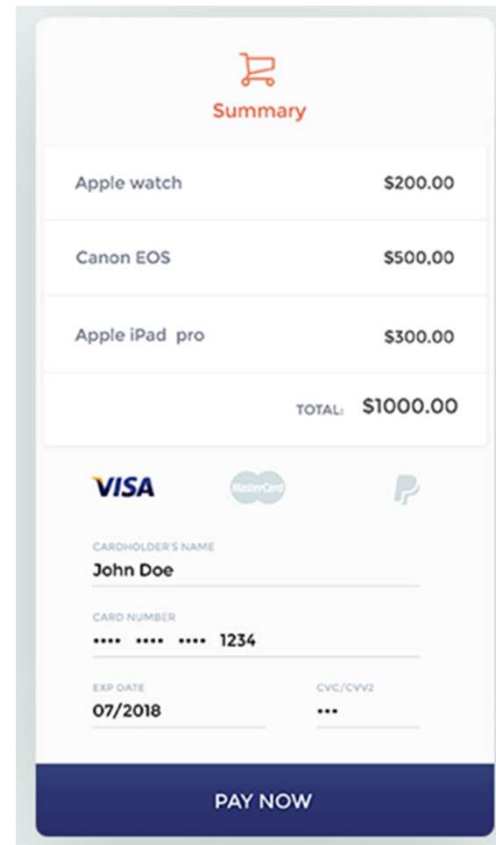 Summary
Apple watch $200.00
Canon EOS $500,00
Apple iPad pro $300.00
TOTAL: $1000.00
VISA MasterCard P
CARDHOLDER'S NAME
John Doe
CARD NUMBER
•••• •••• •••• 1234
EXP DATE CVC/CVV2
07/2018 •••
PAY NOW